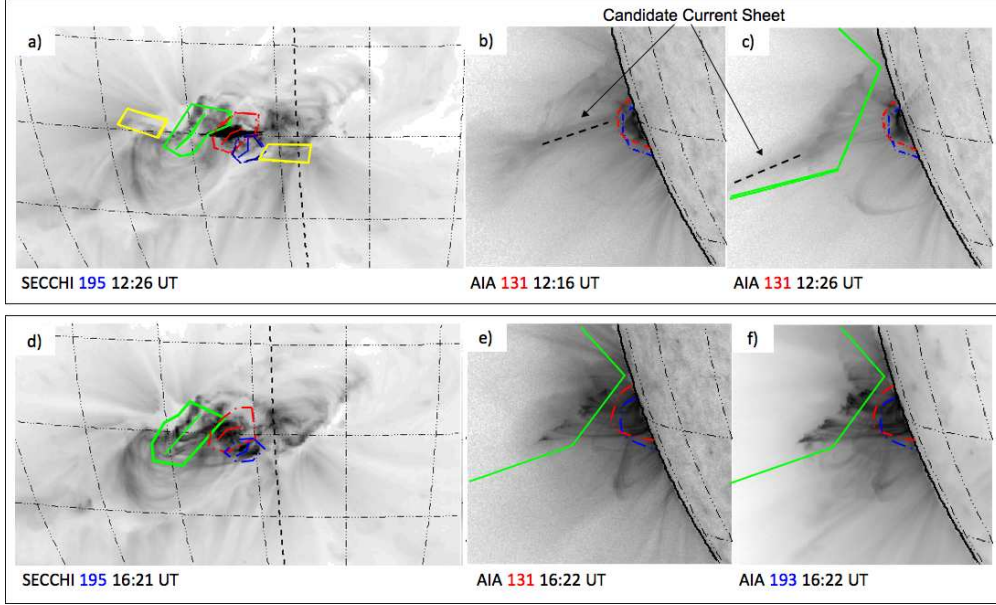 Candidate Current Sheet
a)
b)
c)
SECCHI 195 12:26 UT
AIA 131 12:16 UT
AIA 131 12:26 UT
d)
e)
f)
SECCHI 195 16:21 UT
AIA 131 16:22 UT
AIA 193 16:22 UT